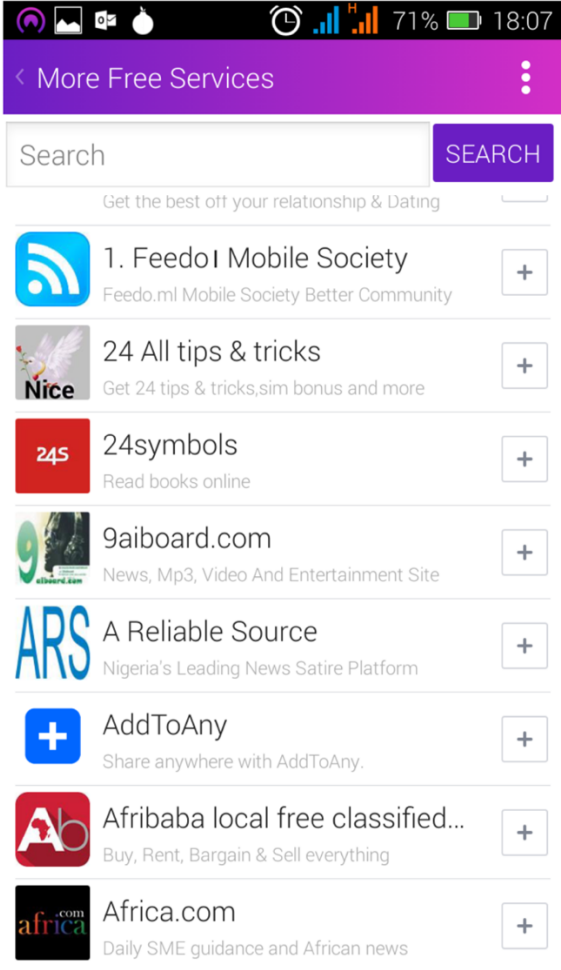 H 71% 18:07
More Free Services
Search SEARCH
Get the best off your relationship & Dating
1. Feedo। Mobile Society
Feedo.ml Mobile Society Better Community
Nice
24 All tips & tricks
Get 24 tips & tricks,sim bonus and more
24S
24symbols
Read books online
9
aiboard.com
9aiboard.com
News, Mp3, Video And Entertainment Site
ARS
A Reliable Source
Nigeria's Leading News Satire Platform
AddToAny
Share anywhere with AddToAny.
Ab
Afribaba local free classified...
Buy, Rent, Bargain & Sell everything
.com
africa
Africa.com
Daily SME guidance and African news